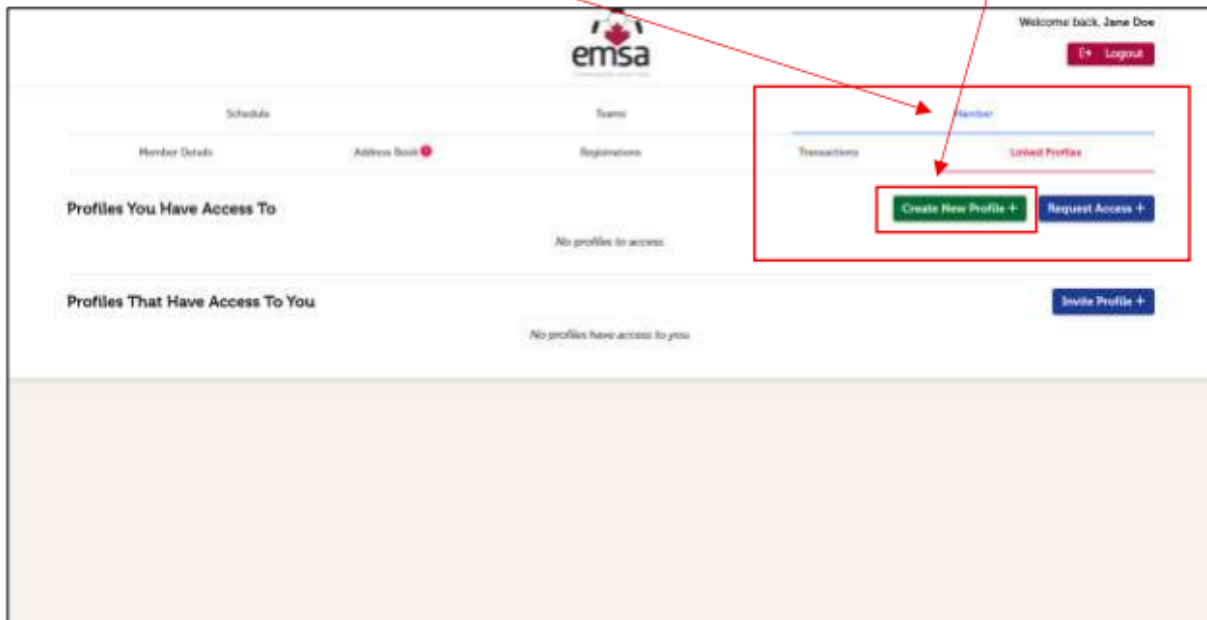 Welcome back, Jane Doe
emsa
Logout
Schedule Teams Member
Member Details Address Book Registrations Transactions Linked Profiles
Profiles You Have Access To Create New Profile + Request Access +
No profiles to access.
Profiles That Have Access To You Invite Profile +
No profiles have access to you.